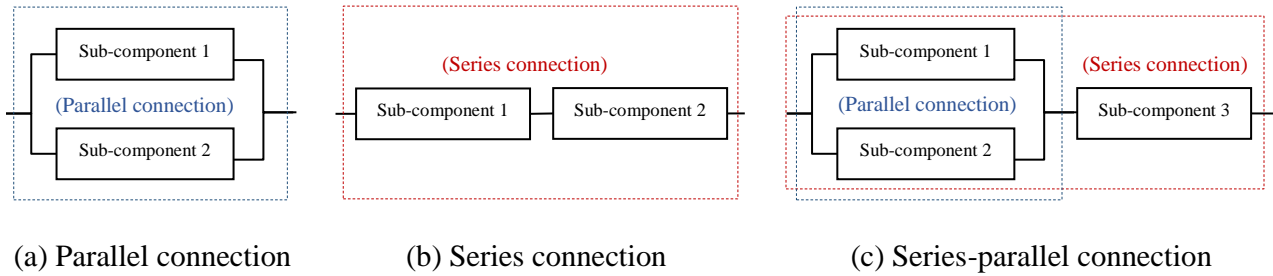 Sub-component 1
(Parallel connection)
Sub-component 2
(a) Parallel connection
(Series connection)
Sub-component 1
Sub-component 2
(b) Series connection
Sub-component 1
(Series connection)
(Parallel connection)
Sub-component 3
Sub-component 2
(c) Series-parallel connection